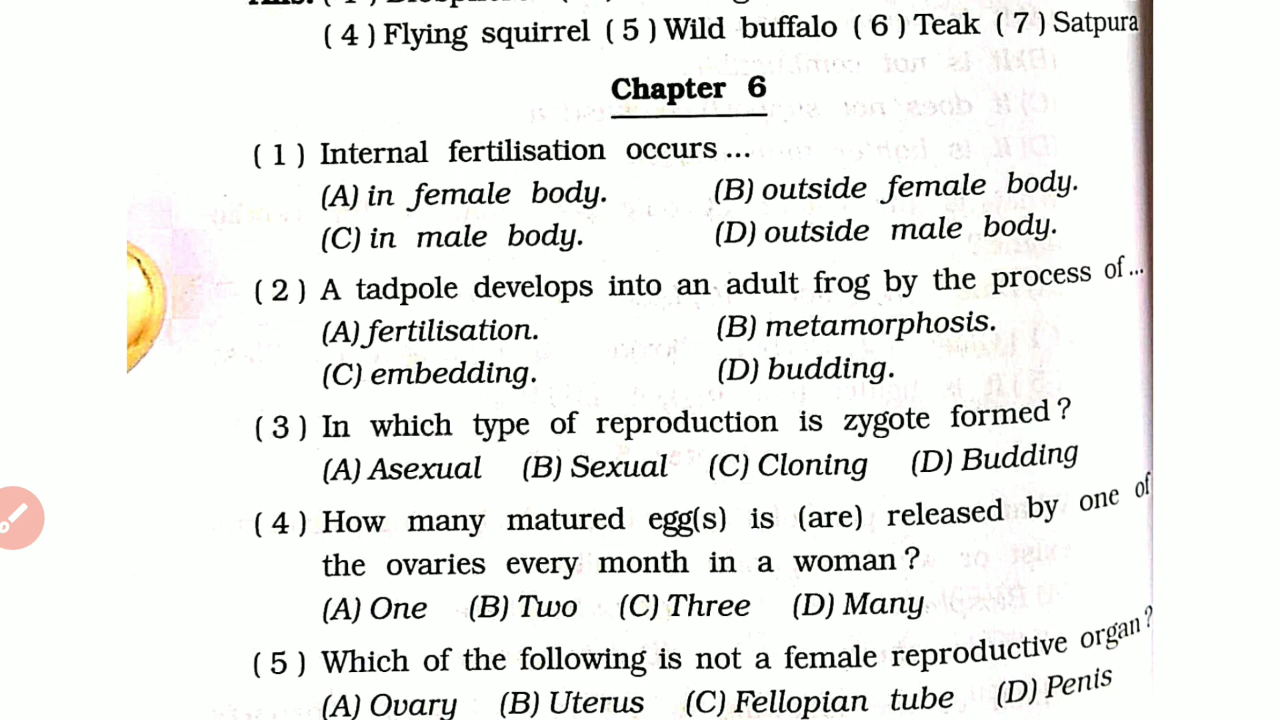 ( 4 ) Flying squirrel ( 5 ) Wild buffalo ( 6 ) Teak ( 7 ) Satpura
Chapter 6
( 1 ) Internal fertilisation occurs ...
(A) in female body. (B) outside female body.
(C) in male body. (D) outside male body.
( 2 ) A tadpole develops into an adult frog by the process of ...
(A) fertilisation. (B) metamorphosis.
(C) embedding. (D) budding.
( 3 ) In which type of reproduction is zygote formed ?
(A) Asexual (B) Sexual (C) Cloning (D) Budding
( 4 ) How many matured egg(s) is (are) released by one of
the ovaries every month in a woman ?
(A) One (B) Two (C) Three (D) Many
( 5 ) Which of the following is not a female reproductive organ ?
(A) Ovary (B) Uterus (C) Fellopian tube (D) Penis